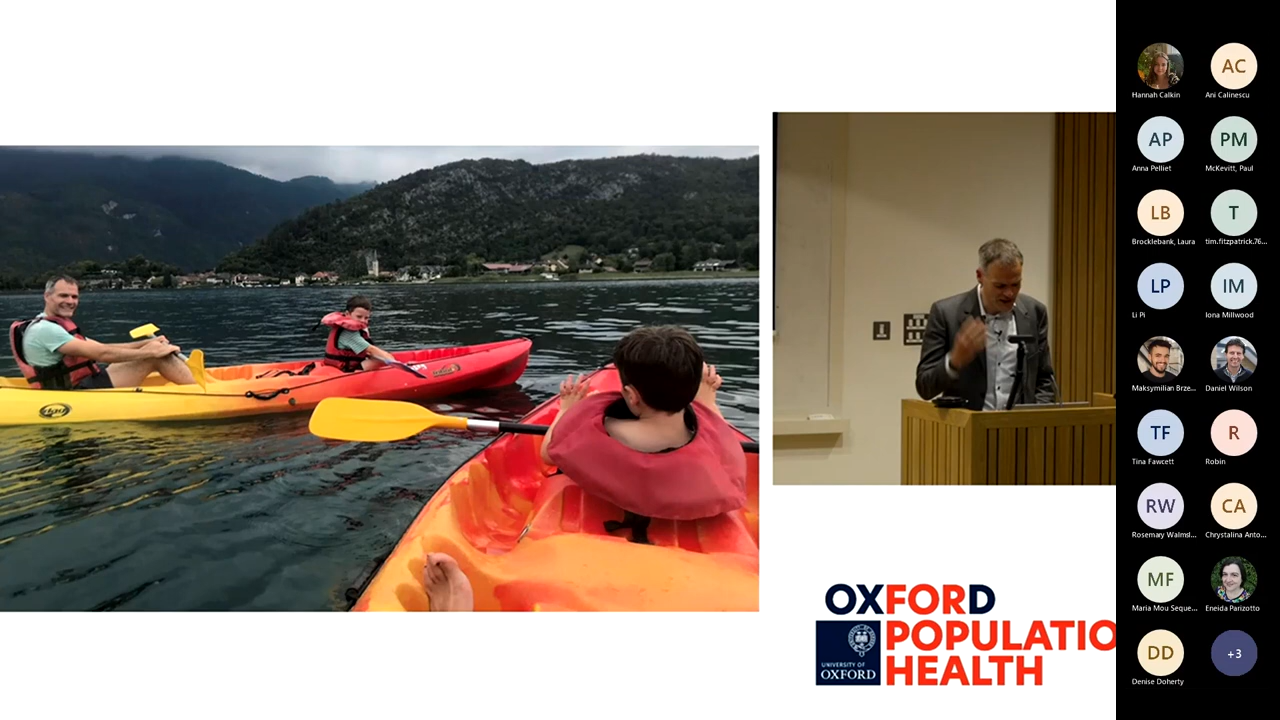 Hannah Calkin
AC
Ani Calinescu
AP
Anna Pelliet
PM
McKevitt, Paul
LB
Brocklebank, Laura
T
tim.fitzpatrick.76...
LP
Li Pi
IM
Iona Millwood
Maksymilian Brze...
Daniel Wilson
TF
Tina Fawcett
R
Robin
RW
Rosemary Walmsl...
CA
Chrystalina Anto...
MF
Maria Mou Seque...
Eneida Parizotto
DD
Denise Doherty
+3
OXFORD
POPULATIO
HEALTH
UNIVERSITY OF
OXFORD